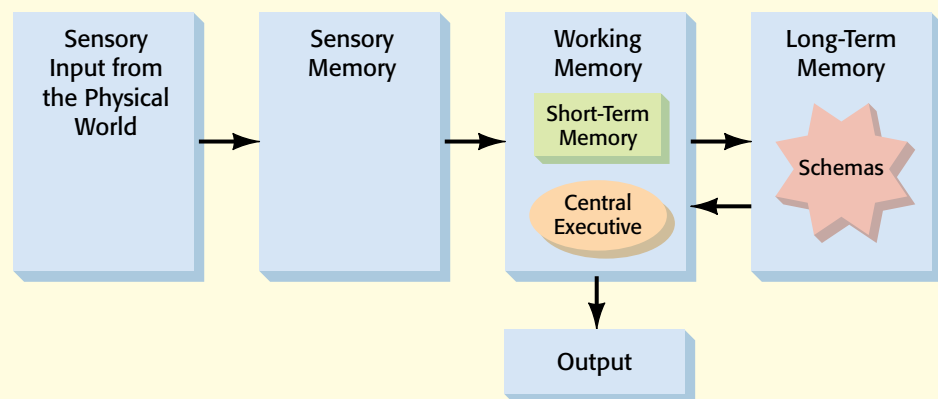 Sensory
Input from
the Physical
World
Sensory
Memory
Working
Memory
Short-Term
Memory
Central
Executive
Long-Term
Memory
Schemas
Output